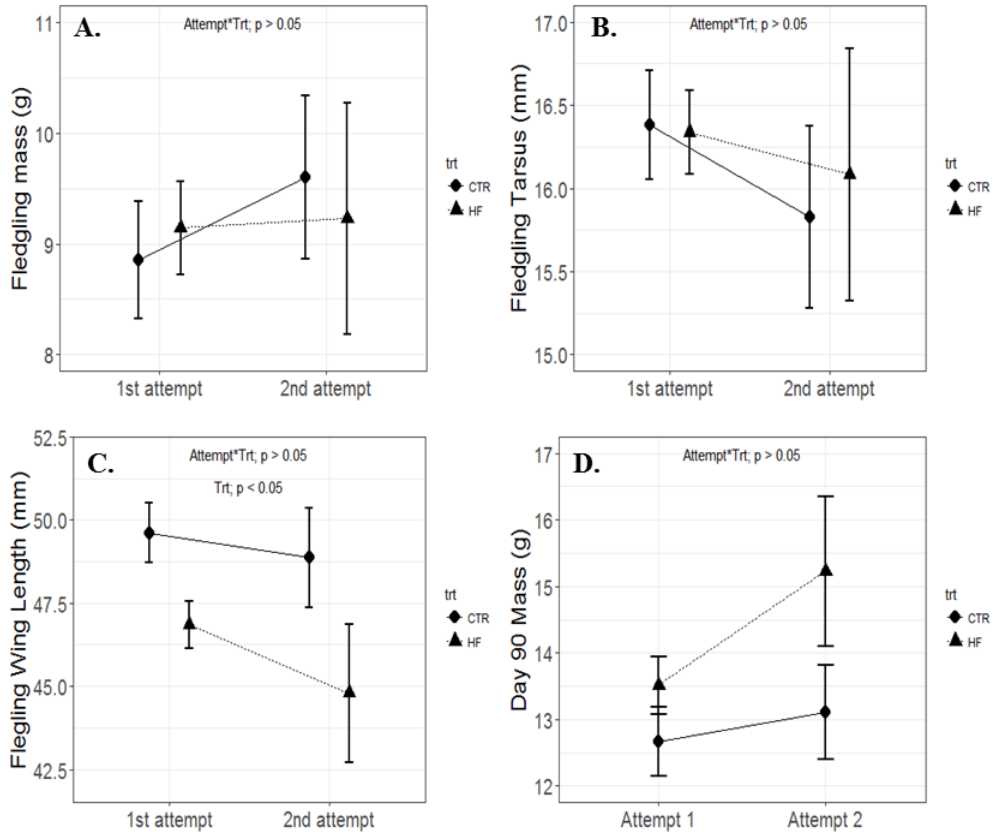 A.
Attempt*Trt; p > 0.05
Fledgling mass (g)
11
10
9
8
1st attempt
2nd attempt
trt
CTR
HF
B.
Attempt*Trt; p > 0.05
Fledgling Tarsus (mm)
17.0
16.5
16.0
15.5
15.0
1st attempt
2nd attempt
trt
CTR
HF
C.
Attempt*Trt; p > 0.05
Trt; p < 0.05
Flegling Wing Length (mm)
52.5
50.0
47.5
45.0
42.5
1st attempt
2nd attempt
trt
CTR
HF
D.
Attempt*Trt; p > 0.05
Day 90 Mass (g)
17
16
15
14
13
12
Attempt 1
Attempt 2
trt
CTR
HF